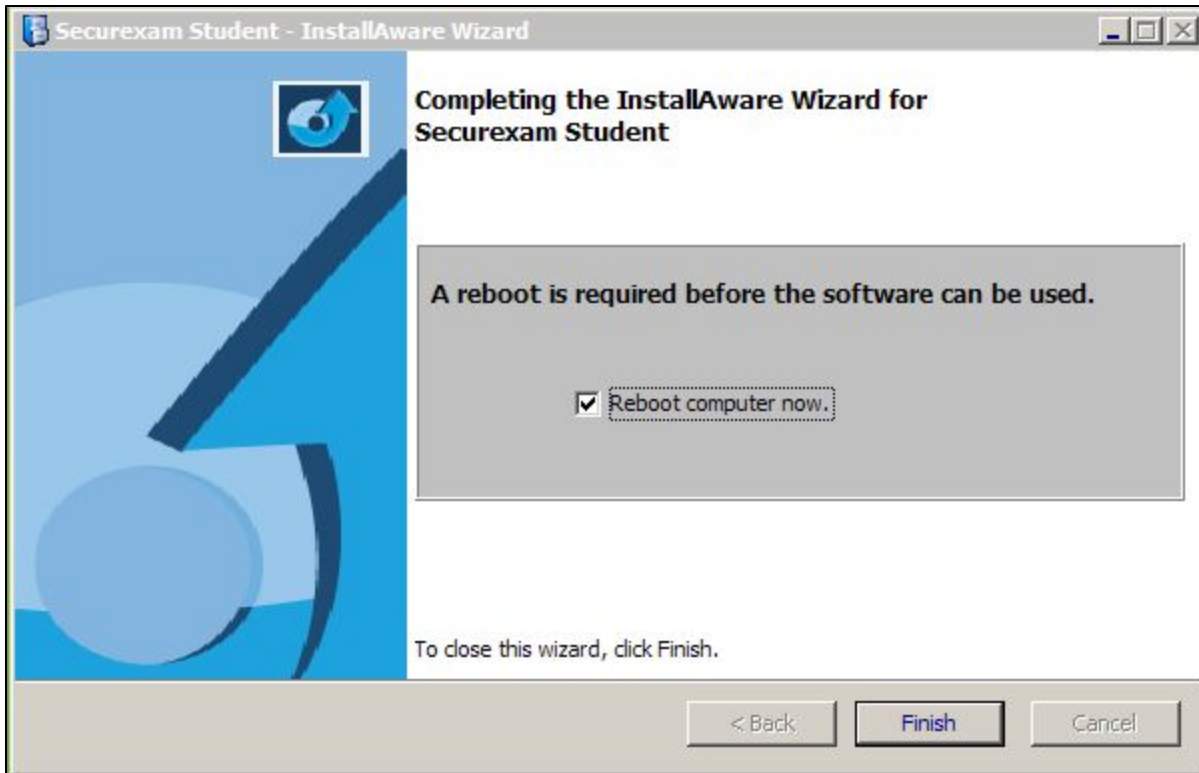 Securexam Student - InstallAware Wizard
Completing the InstallAware Wizard for
Securexam Student
A reboot is required before the software can be used.
Reboot computer now.
To close this wizard, click Finish.
< Back
Finish
Cancel